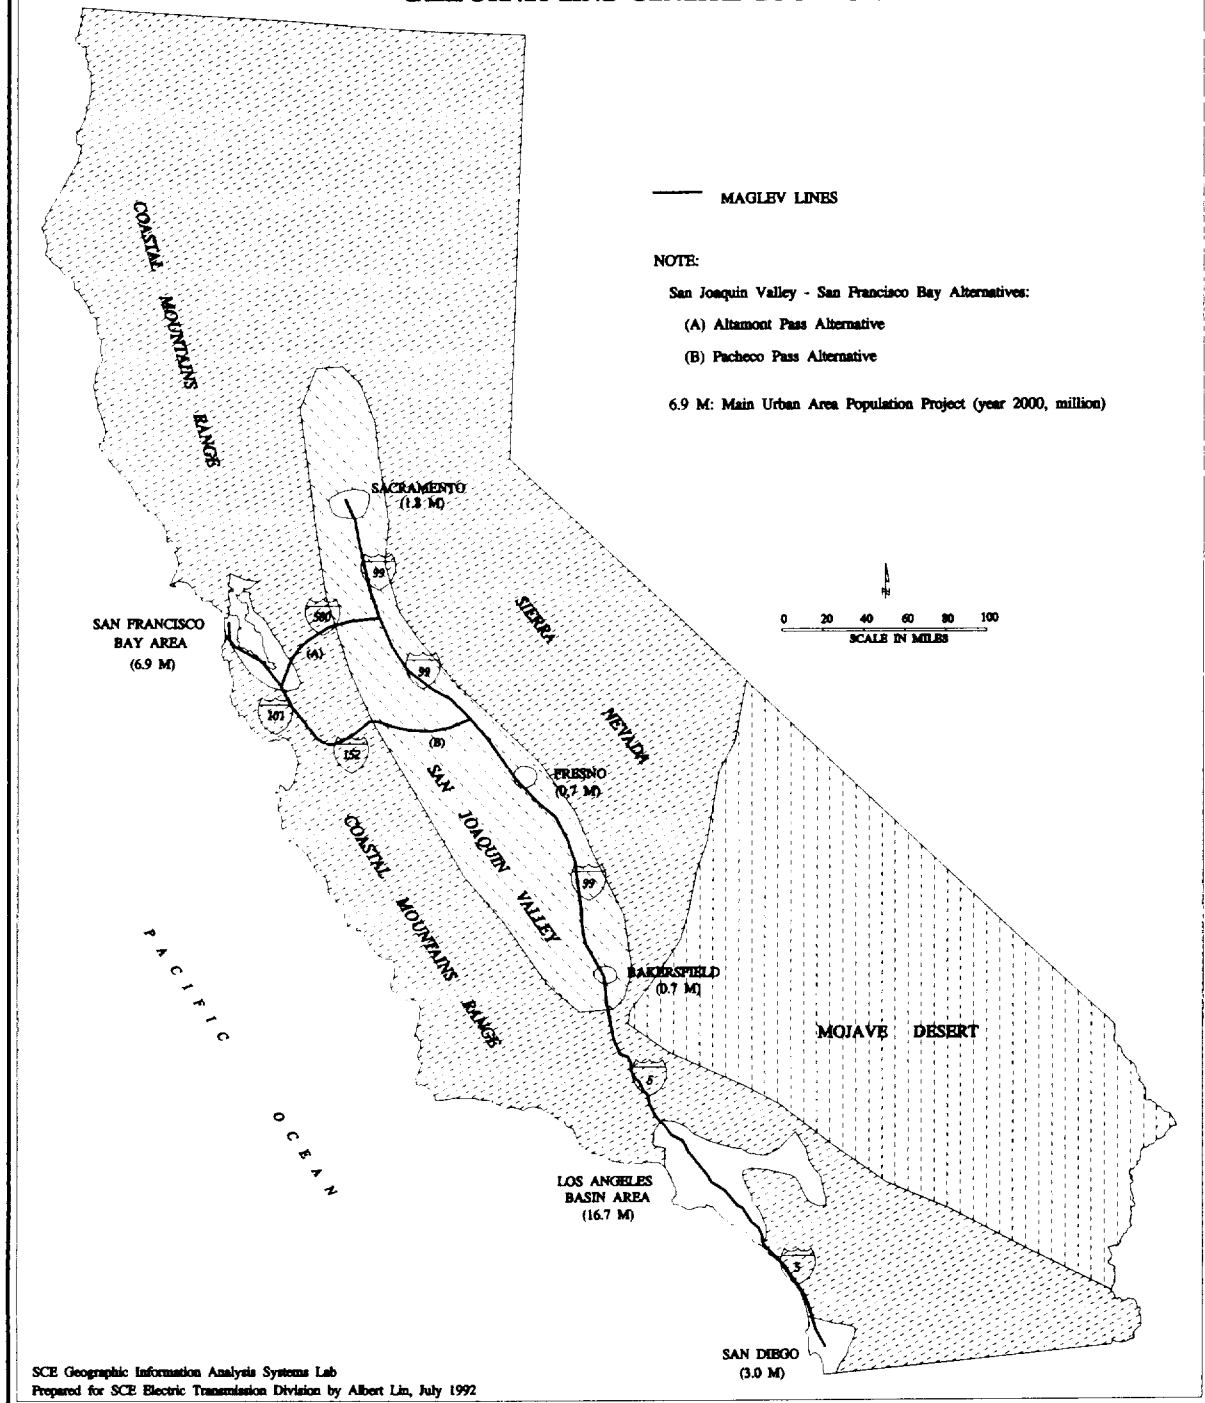 MAGLEV LINES
NOTE:
San Joaquin Valley - San Francisco Bay Alternatives:
(A) Altamont Pass Alternative
(B) Pacheco Pass Alternative
6.9 M: Main Urban Area Population Project (year 2000, million)
COASTAL MOUNTAINS RANGE
SACRAMENTO
(1.8 M)
99
SIERRA NEVADA
N
0 20 40 60 80 100
SCALE IN MILES
SAN FRANCISCO
BAY AREA
(6.9 M)
580
(A)
99
101
152
(B)
FRESNO
(0.7 M)
SAN JOAQUIN VALLEY
COASTAL MOUNTAINS RANGE
99
BAKERSFIELD
(0.7 M)
MOJAVE DESERT
PACIFIC OCEAN
5
LOS ANGELES
BASIN AREA
(16.7 M)
5
SAN DIEGO
(3.0 M)
SCE Geographic Information Analysis Systems Lab
Prepared for SCE Electric Transmission Division by Albert Lin, July 1992